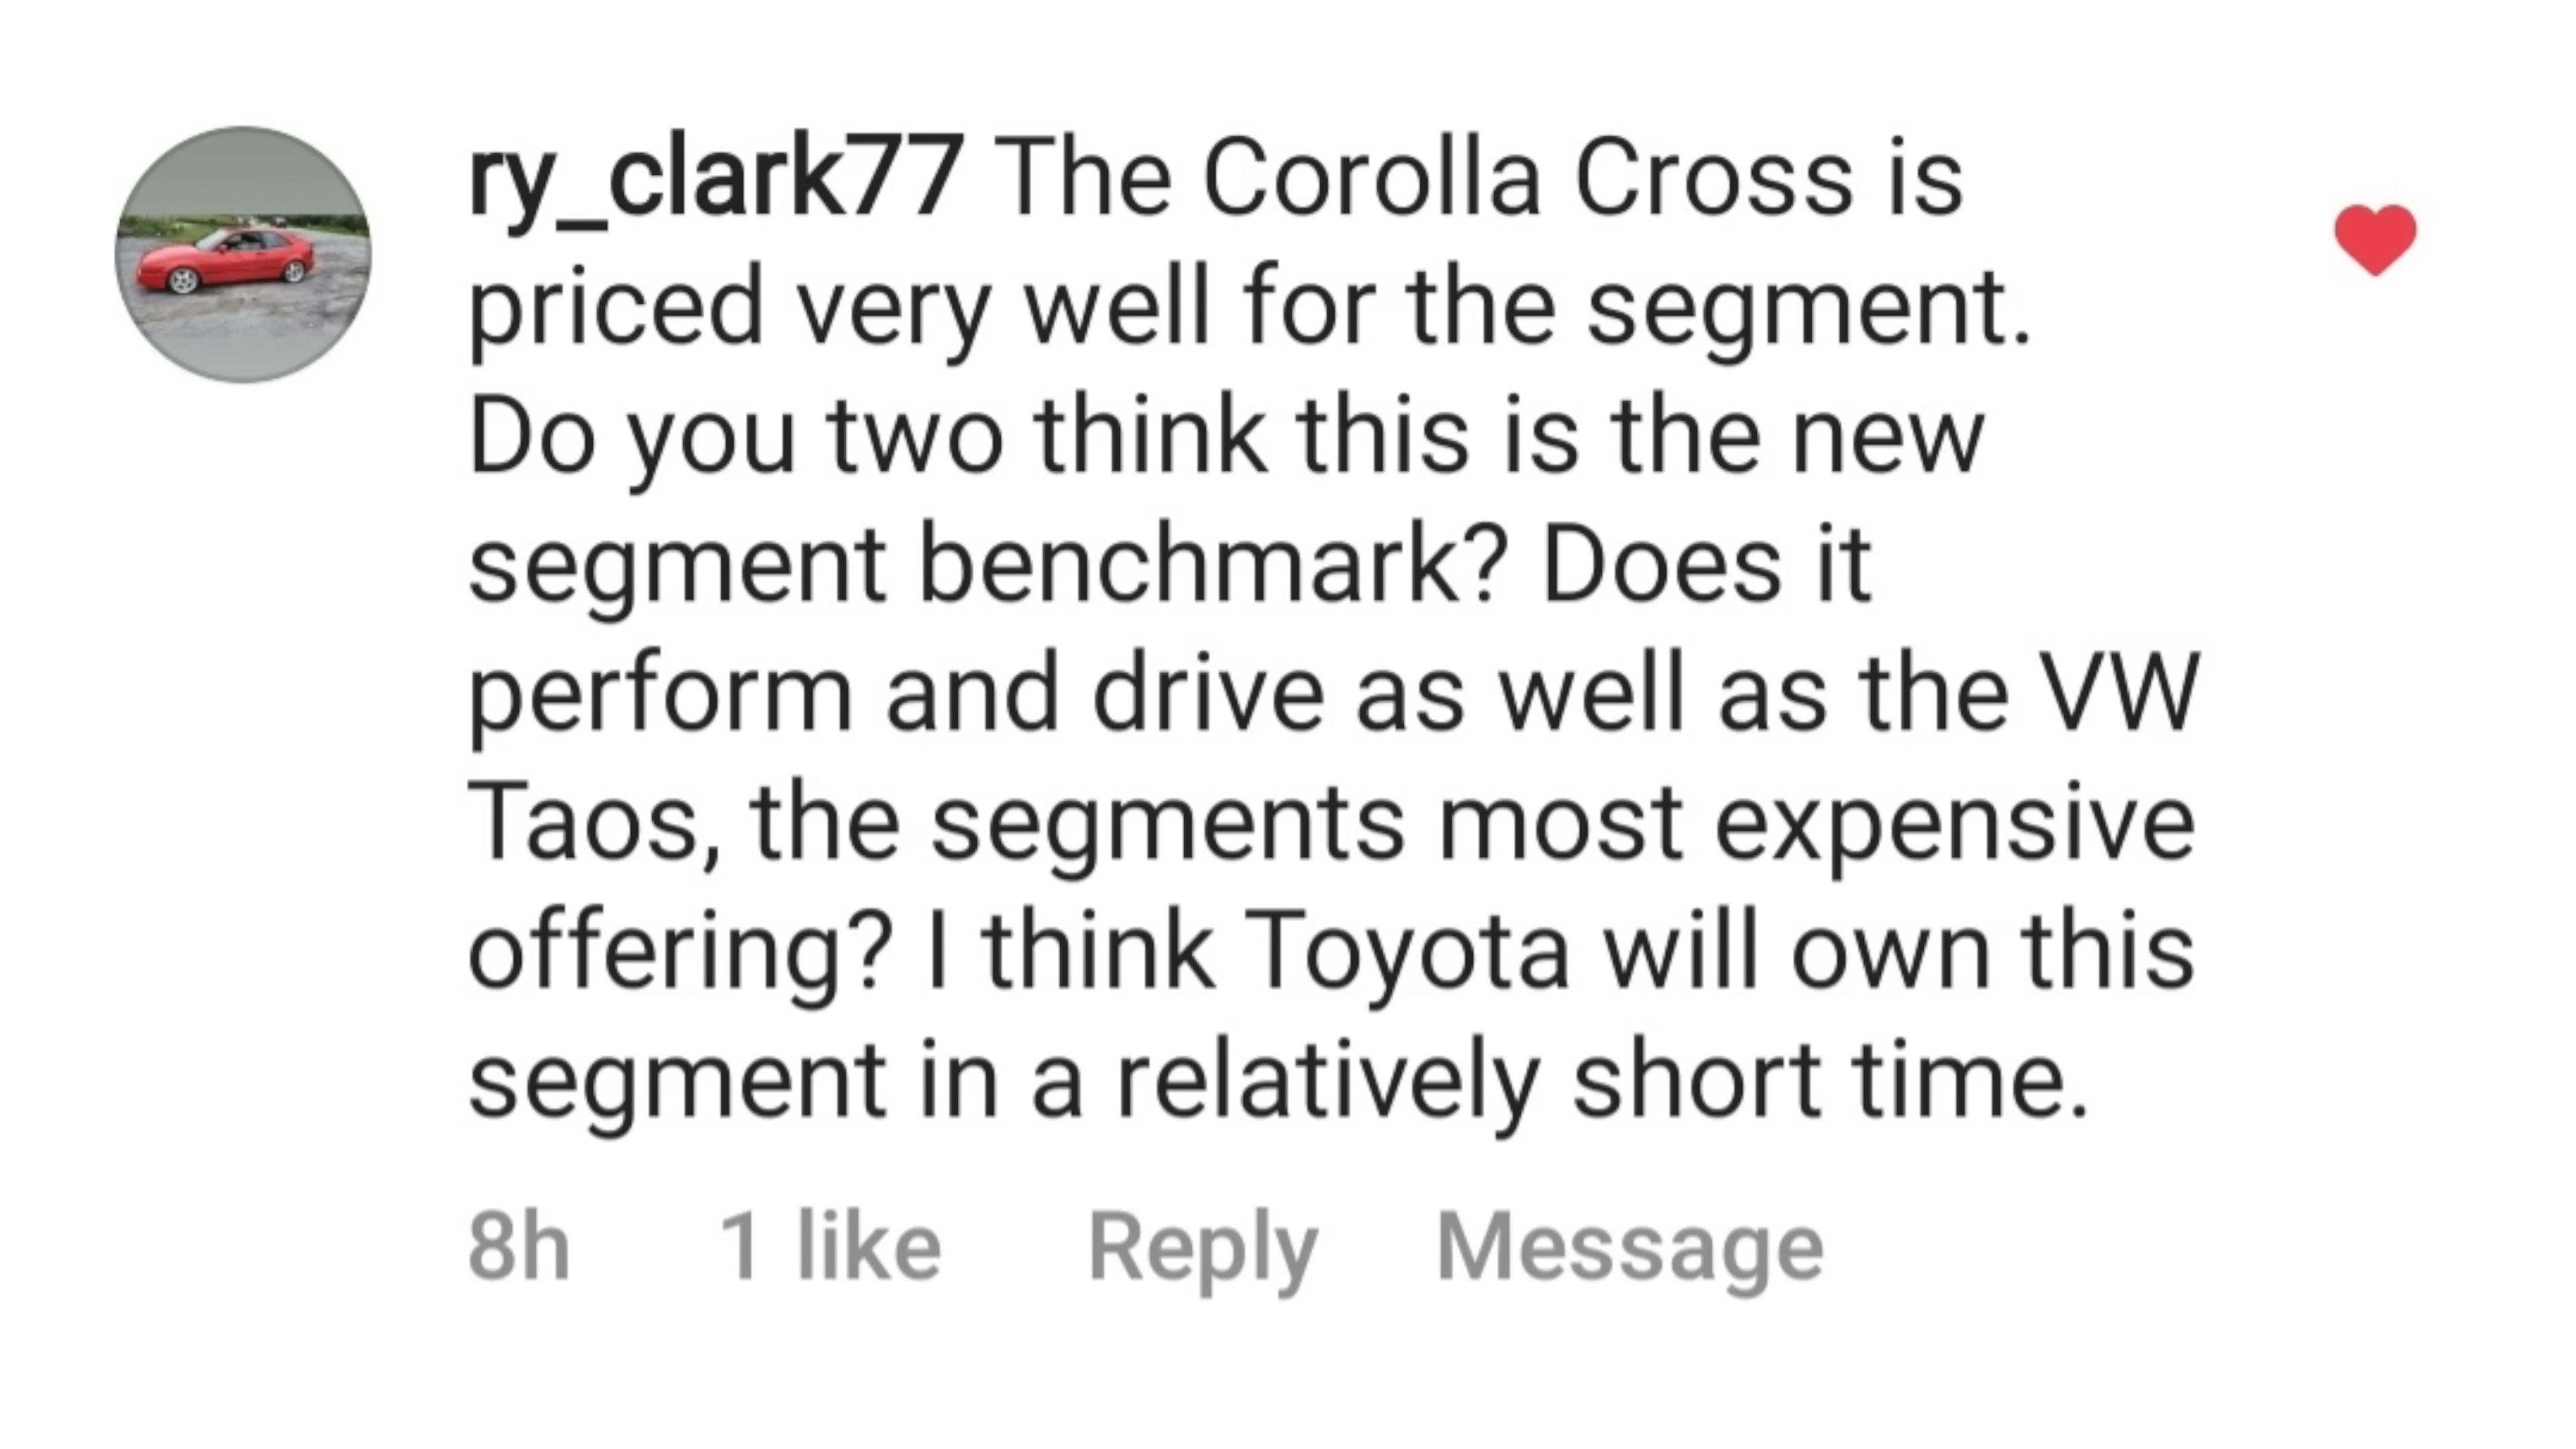 ry_clark77 The Corolla Cross is
priced very well for the segment.
Do you two think this is the new
segment benchmark? Does it
perform and drive as well as the VW
Taos, the segments most expensive
offering? I think Toyota will own this
segment in a relatively short time.
8h 1 like Reply Message